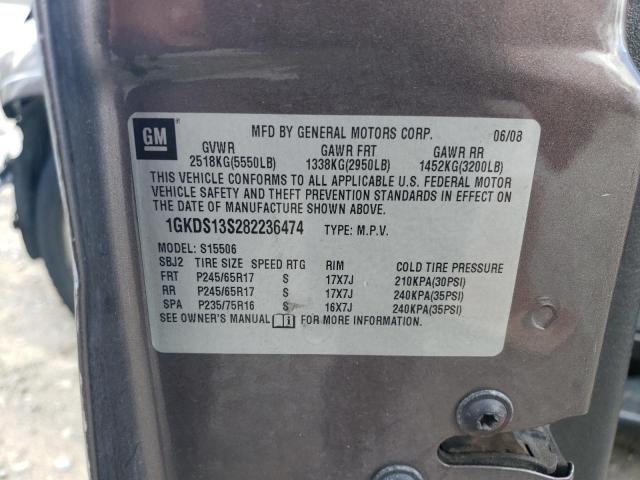 GM
MFD BY GENERAL MOTORS CORP. 06/08
GVWR GAWR FRT GAWR RR
2518KG(5550LB) 1338KG(2950LB) 1452KG(3200LB)
THIS VEHICLE CONFORMS TO ALL APPLICABLE U.S. FEDERAL MOTOR
VEHICLE SAFETY AND THEFT PREVENTION STANDARDS IN EFFECT ON
THE DATE OF MANUFACTURE SHOWN ABOVE.
1GKDS13S282236474 TYPE: M.P.V.
MODEL: S15506
SBJ2 TIRE SIZE SPEED RTG RIM COLD TIRE PRESSURE
FRT P245/65R17 S 17X7J 210KPA(30PSI)
RR P245/65R17 S 17X7J 240KPA(35PSI)
SPA P235/75R16 S 16X7J 240KPA(35PSI)
SEE OWNER'S MANUAL i FOR MORE INFORMATION.